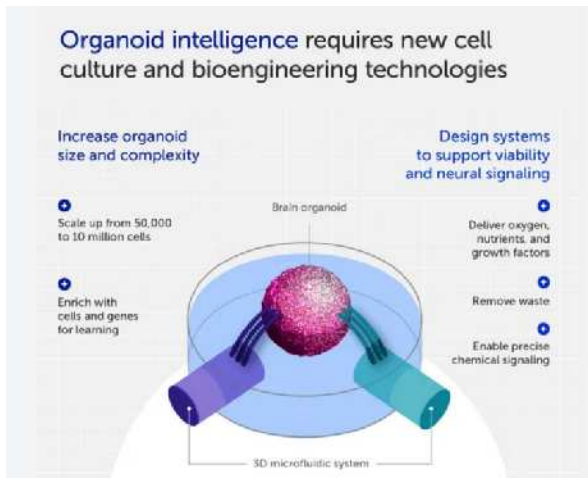 Organoid intelligence requires new cell
culture and bioengineering technologies
Increase organoid
size and complexity
Scale up from 50,000
to 10 million cells
Enrich with
cells and genes
for learning
Brain organoid
Design systems
to support viability
and neural signaling
Deliver oxygen,
nutrients, and
growth factors
Remove waste
Enable precise
chemical signaling
3D microfluidic system